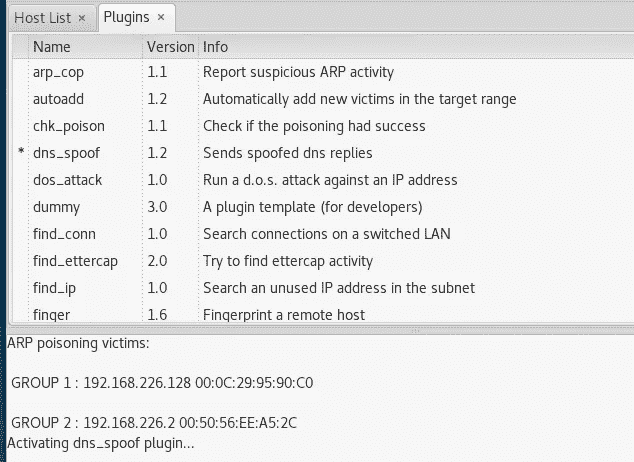 Host List × Plugins ×
Name Version Info
arp_cop 1.1 Report suspicious ARP activity
autoadd 1.2 Automatically add new victims in the target range
chk_poison 1.1 Check if the poisoning had success
* dns_spoof 1.2 Sends spoofed dns replies
dos_attack 1.0 Run a d.o.s. attack against an IP address
dummy 3.0 A plugin template (for developers)
find_conn 1.0 Search connections on a switched LAN
find_ettercap 2.0 Try to find ettercap activity
find_ip 1.0 Search an unused IP address in the subnet
finger 1.6 Fingerprint a remote host
ARP poisoning victims:
GROUP 1 : 192.168.226.128 00:0C:29:95:90:C0
GROUP 2 : 192.168.226.2 00:50:56:EE:A5:2C
Activating dns_spoof plugin...